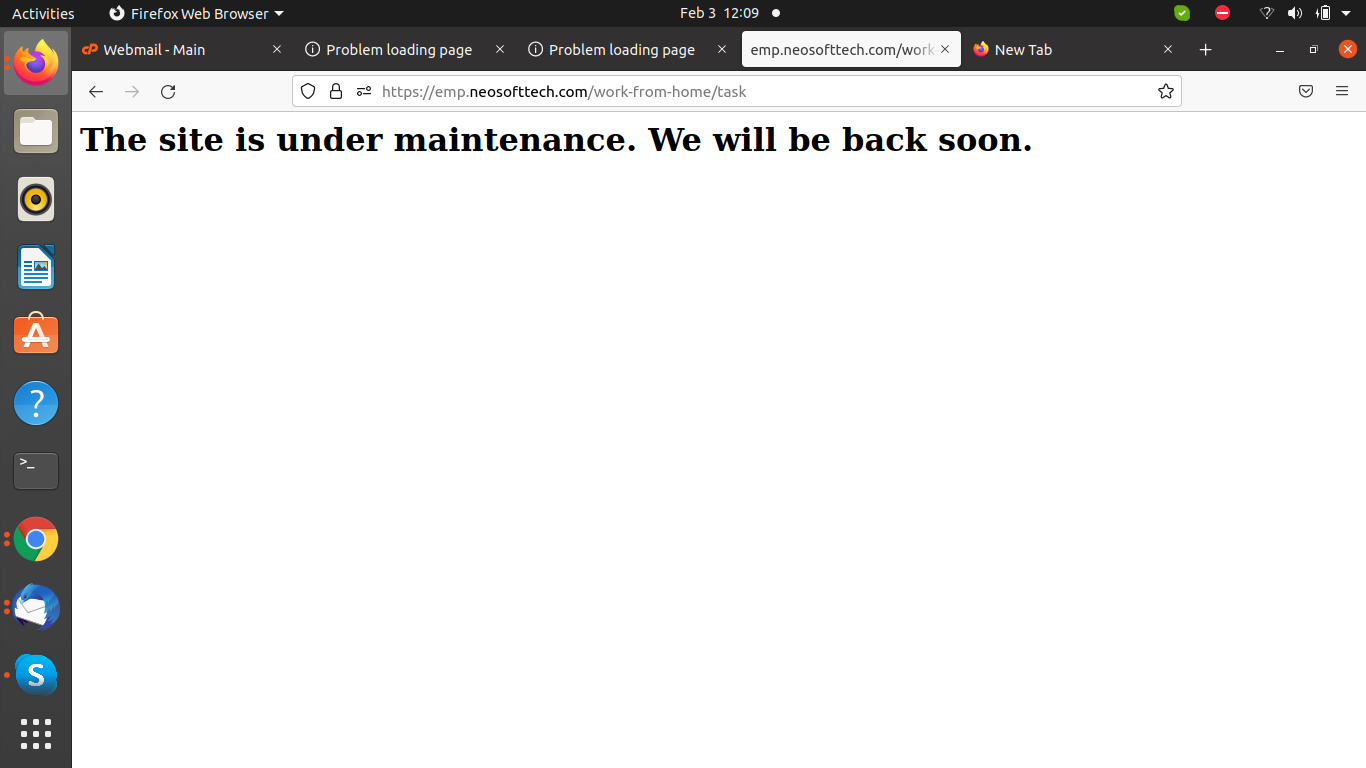 Activities Firefox Web Browser Feb 3 12:09
Webmail - Main Problem loading page Problem loading page emp.neosofttech.com/work- New Tab
https://emp.neosofttech.com/work-from-home/task
The site is under maintenance. We will be back soon.